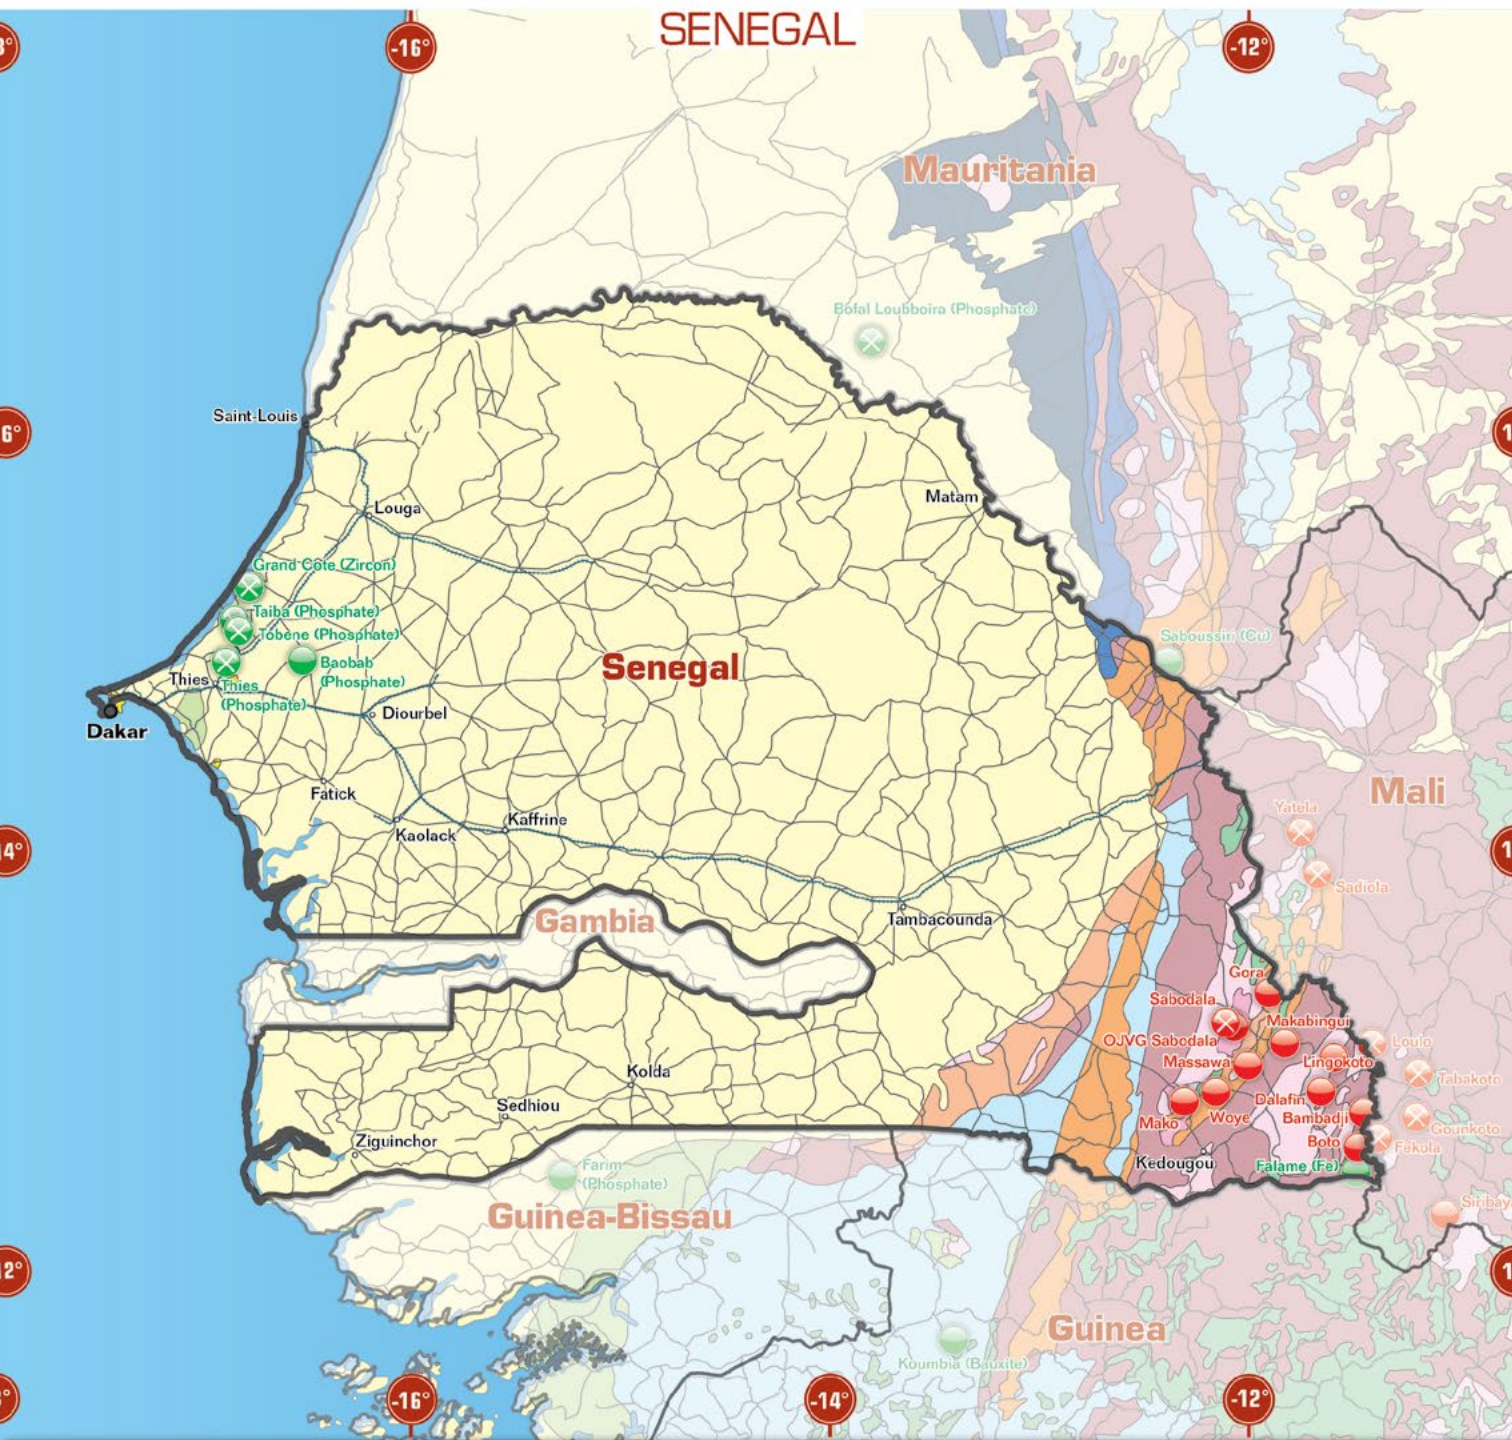 SENEGAL
-16°
-12°
Mauritania
Bofal Loubboira (Phosphate)
Saint-Louis
6°
Matam
Louga
Grand Côte (Zircon)
Taiba (Phosphate)
Tobene (Phosphate)
Saboussiri (Cu)
Baobab
(Phosphate)
Thies
Thies
(Phosphate)
Senegal
Diourbel
Dakar
Mali
Fatick
Yatela
Kaffrine
Kaolack
14°
Sadiola
Gambia
Tambacounda
Gora
Sabodala
Makabingui
OJVG Sabodala
Loulo
Massawa
Lingokoto
Kolda
Tabakoto
Sedhiou
Dalafin
Mako
Woye
Bambadji
Gounkoto
Ziguinchor
Boto
Fekola
Kedougou
Falame (Fe)
Farim
(Phosphate)
Guinea-Bissau
Siribay
12°
Guinea
Koumbia (Bauxite)
-16°
-14°
-12°